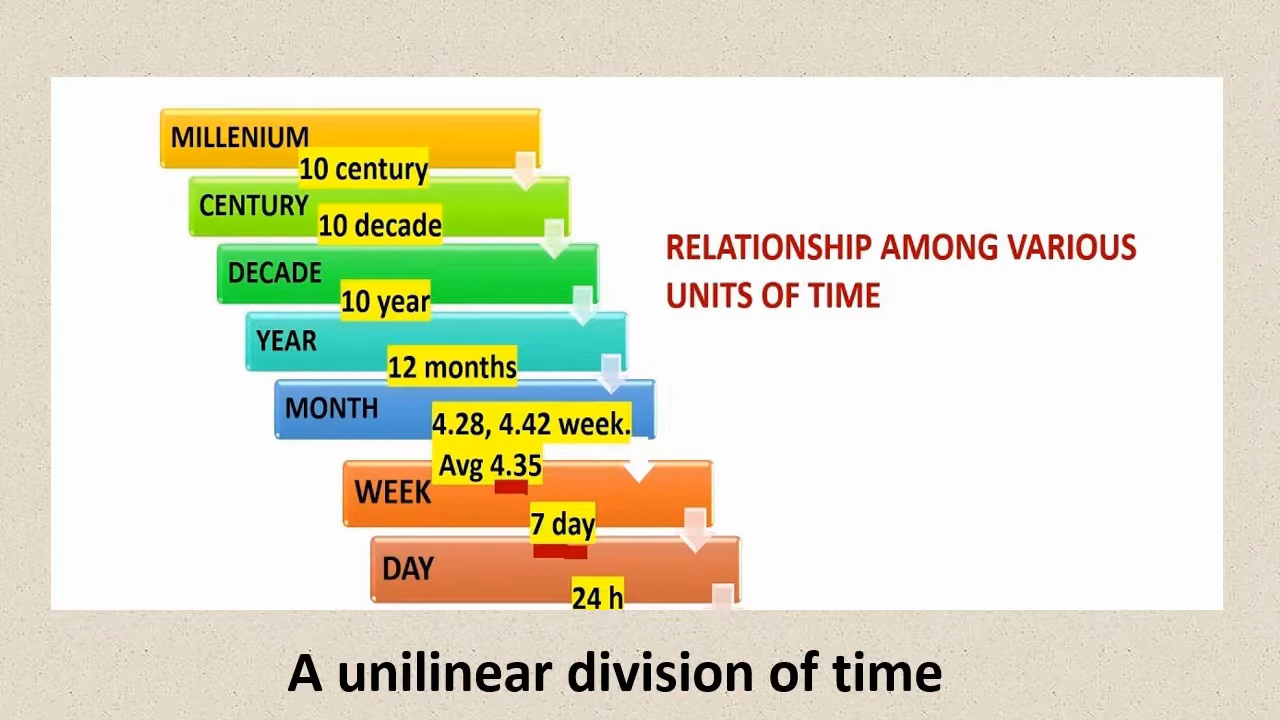 MILLENIUM
10 century
CENTURY
10 decade
DECADE
10 year
YEAR
12 months
MONTH
4.28, 4.42 week.
Avg 4.35
WEEK
7 day
DAY
24 h
RELATIONSHIP AMONG VARIOUS
UNITS OF TIME
A unilinear division of time